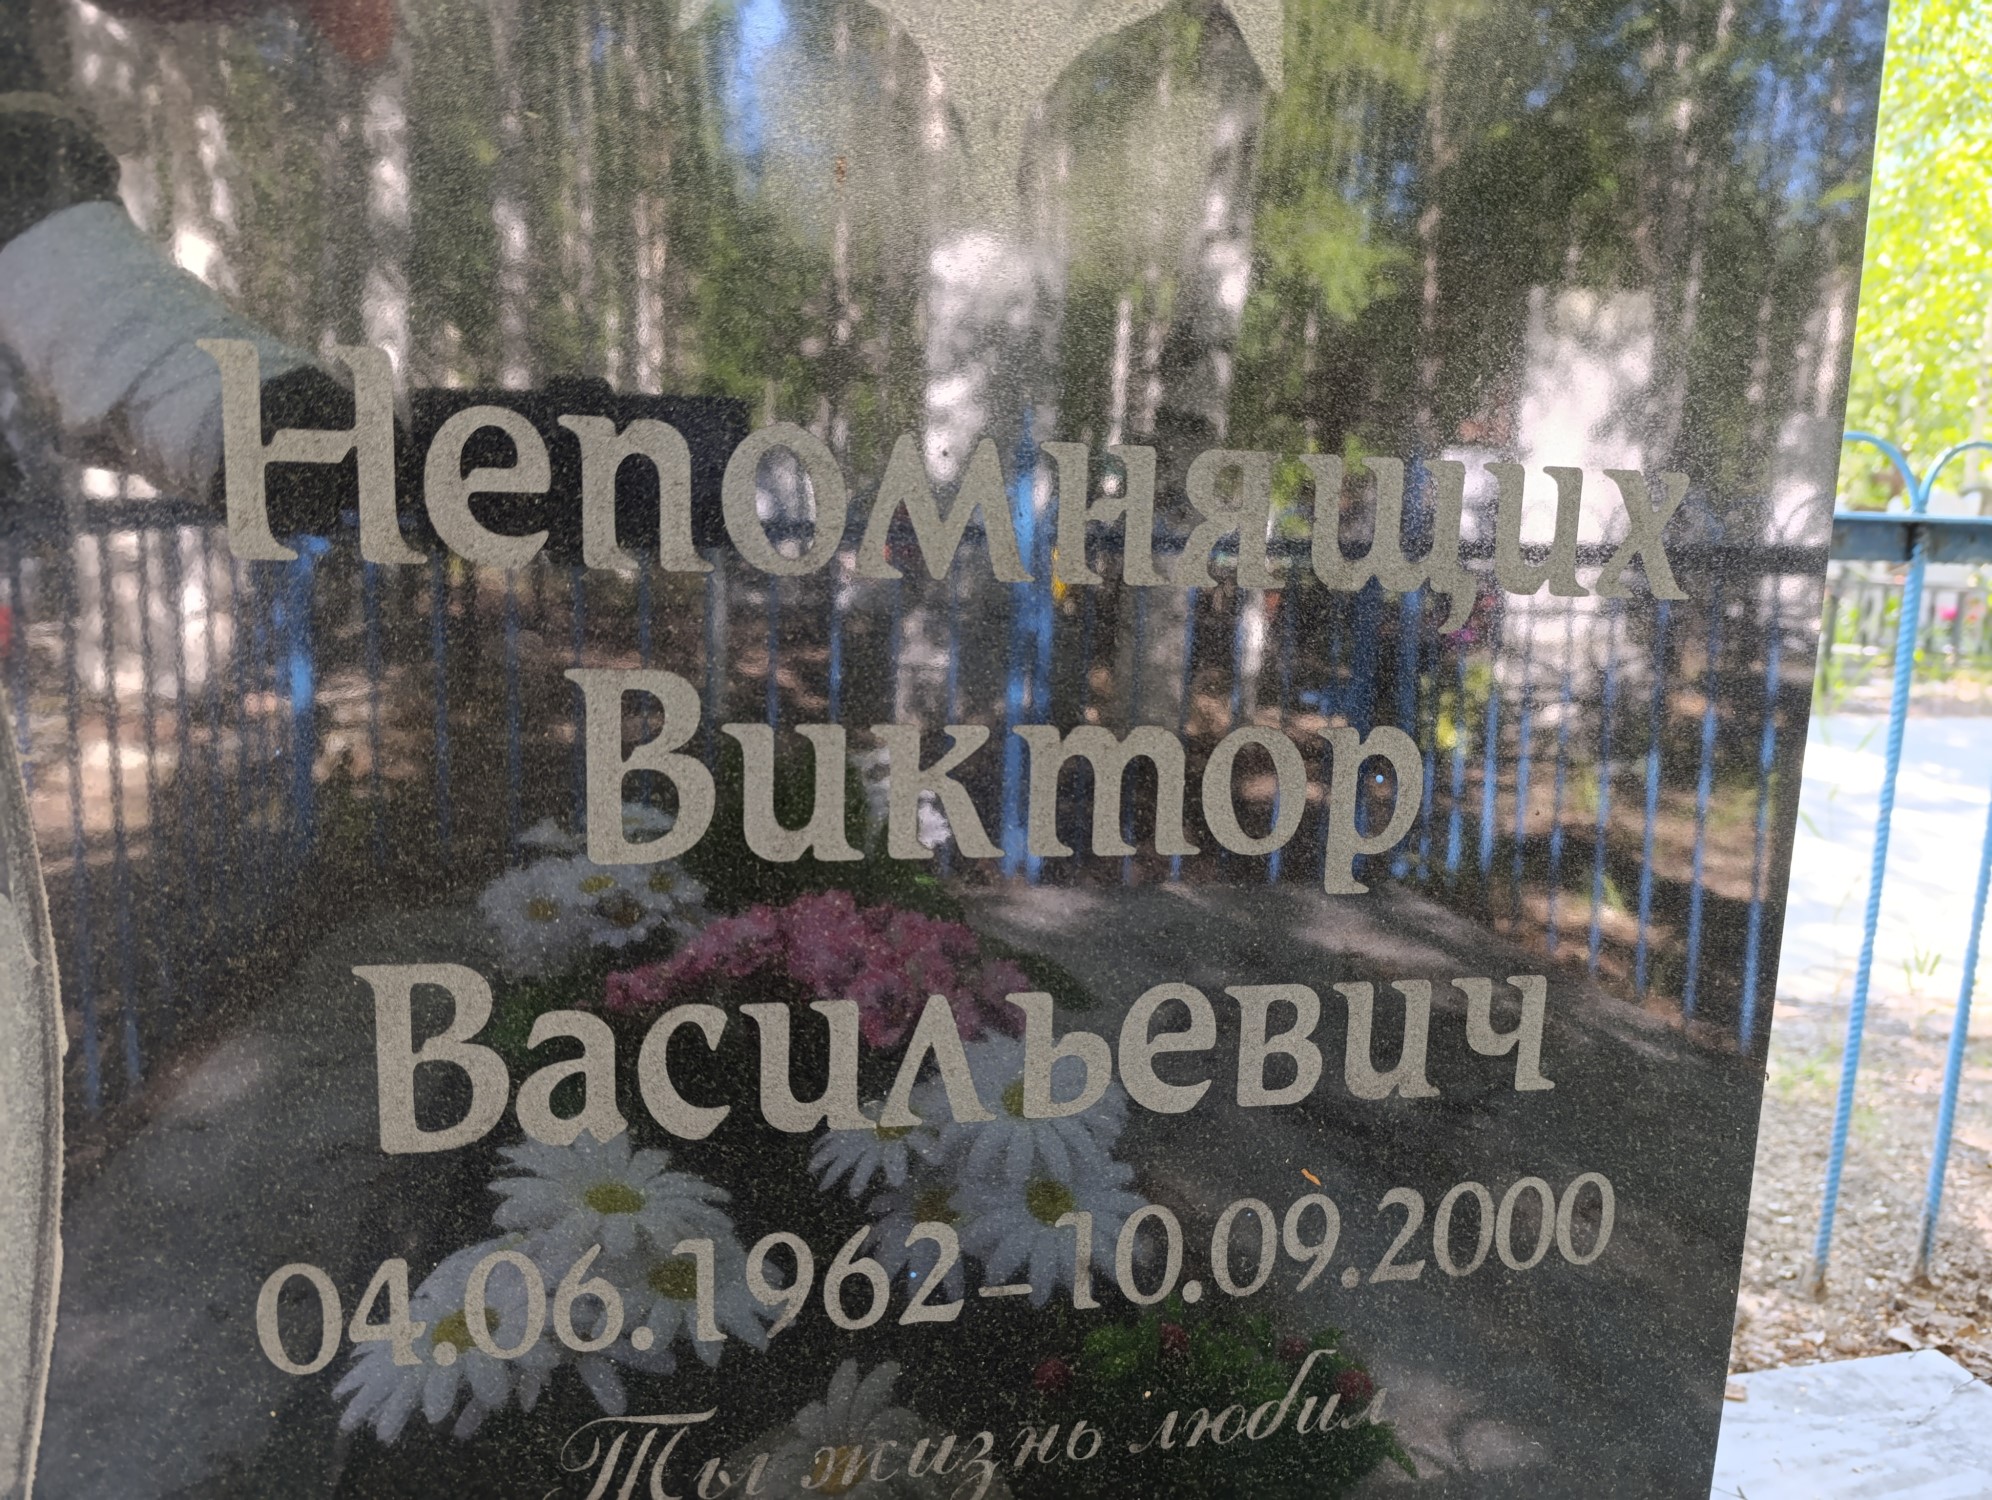 Непомнящих
Виктор
Васильевич
04.06.1962-10.09.2000
Ты жизнь любил